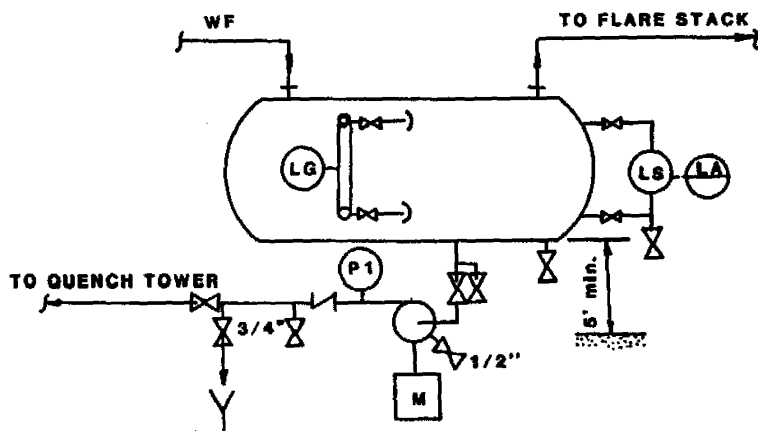 WF
TO FLARE STACK
LG
LS
LA
TO QUENCH TOWER
P1
5' min.
3/4"
1/2"
M